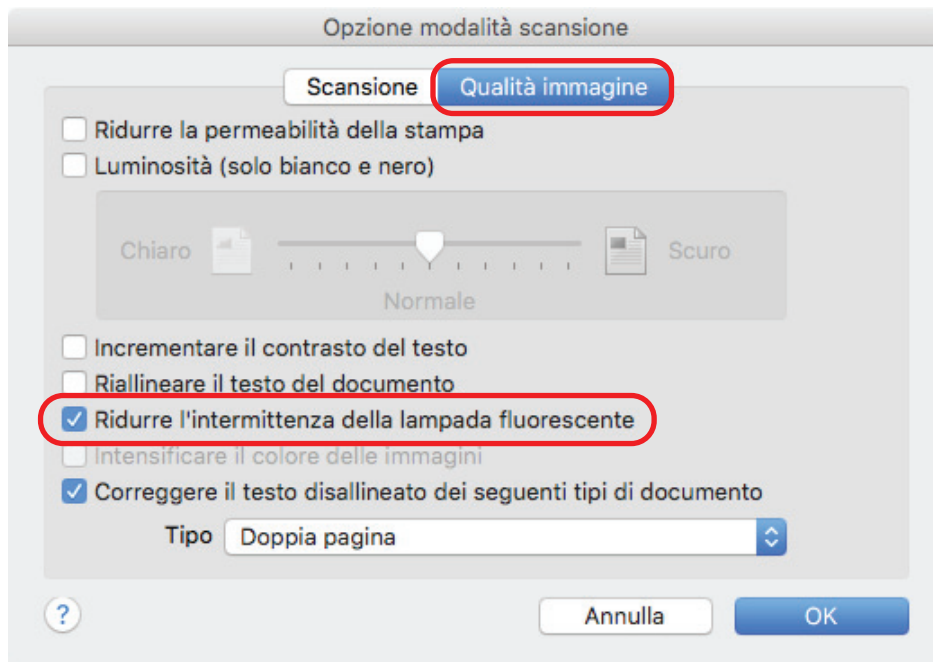 Opzione modalità scansione
Scansione Qualità immagine
Ridurre la permeabilità della stampa
Luminosità (solo bianco e nero)
Chiaro Scuro
Normale
Incrementare il contrasto del testo
Riallineare il testo del documento
Ridurre l'intermittenza della lampada fluorescente
Intensificare il colore delle immagini
Correggere il testo disallineato dei seguenti tipi di documento
Tipo Doppia pagina
? Annulla OK